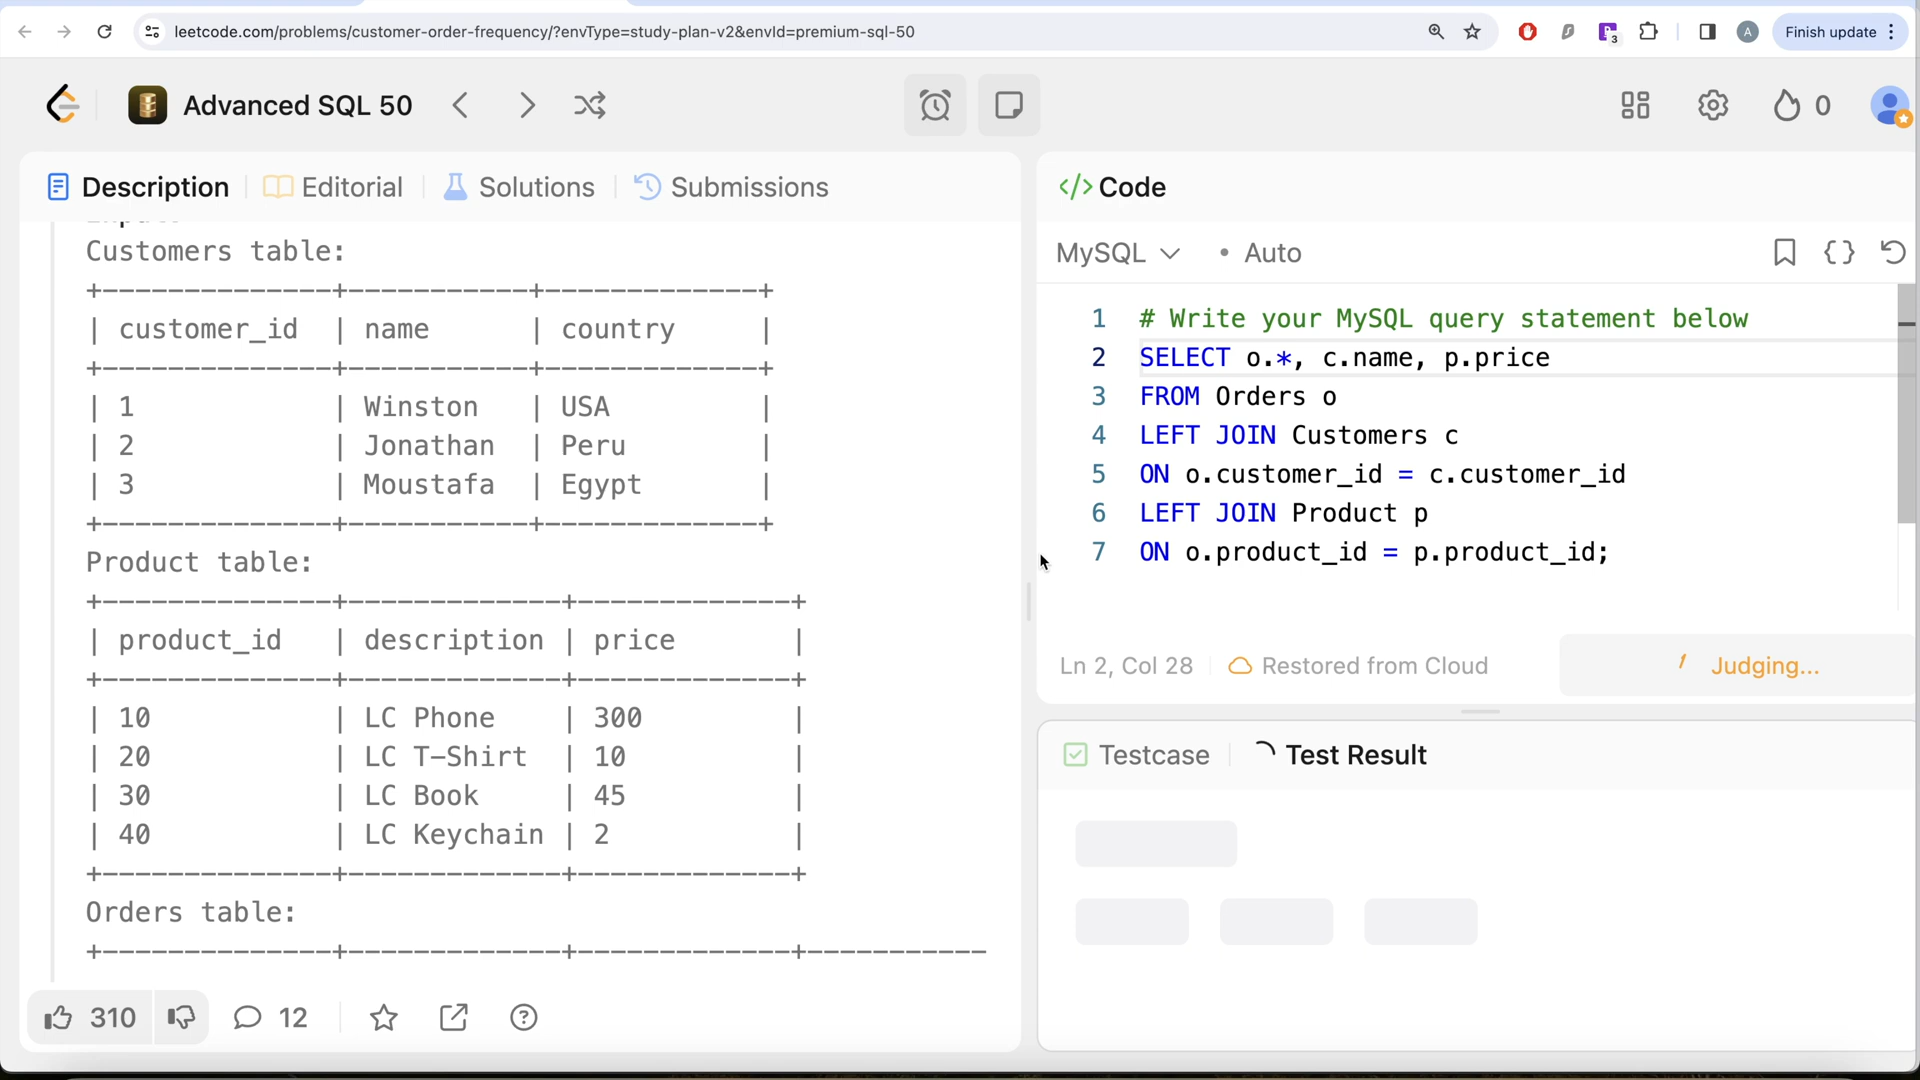 leetcode.com/problems/customer-order-frequency/?envType=study-plan-v2&envId=premium-sql-50
3
A
Finish update
Advanced SQL 50
0
Description
Editorial
Solutions
Submissions
Customers table:
+--------------+-----------+-------------+
| customer_id | name | country |
+--------------+-----------+-------------+
| 1 | Winston | USA |
| 2 | Jonathan | Peru |
| 3 | Moustafa | Egypt |
+--------------+-----------+-------------+
Product table:
+--------------+-------------+-------------+
| product_id | description | price |
+--------------+-------------+-------------+
| 10 | LC Phone | 300 |
| 20 | LC T-Shirt | 10 |
| 30 | LC Book | 45 |
| 40 | LC Keychain | 2 |
+--------------+-------------+-------------+
Orders table:
+--------------+-------------+-------------+-----------
310
12
</> Code
MySQL
• Auto
{}
1 # Write your MySQL query statement below
2 SELECT o.*, c.name, p.price
3 FROM Orders o
4 LEFT JOIN Customers c
5 ON o.customer_id = c.customer_id
6 LEFT JOIN Product p
7 ON o.product_id = p.product_id;
Ln 2, Col 28
Restored from Cloud
Judging...
Testcase
Test Result